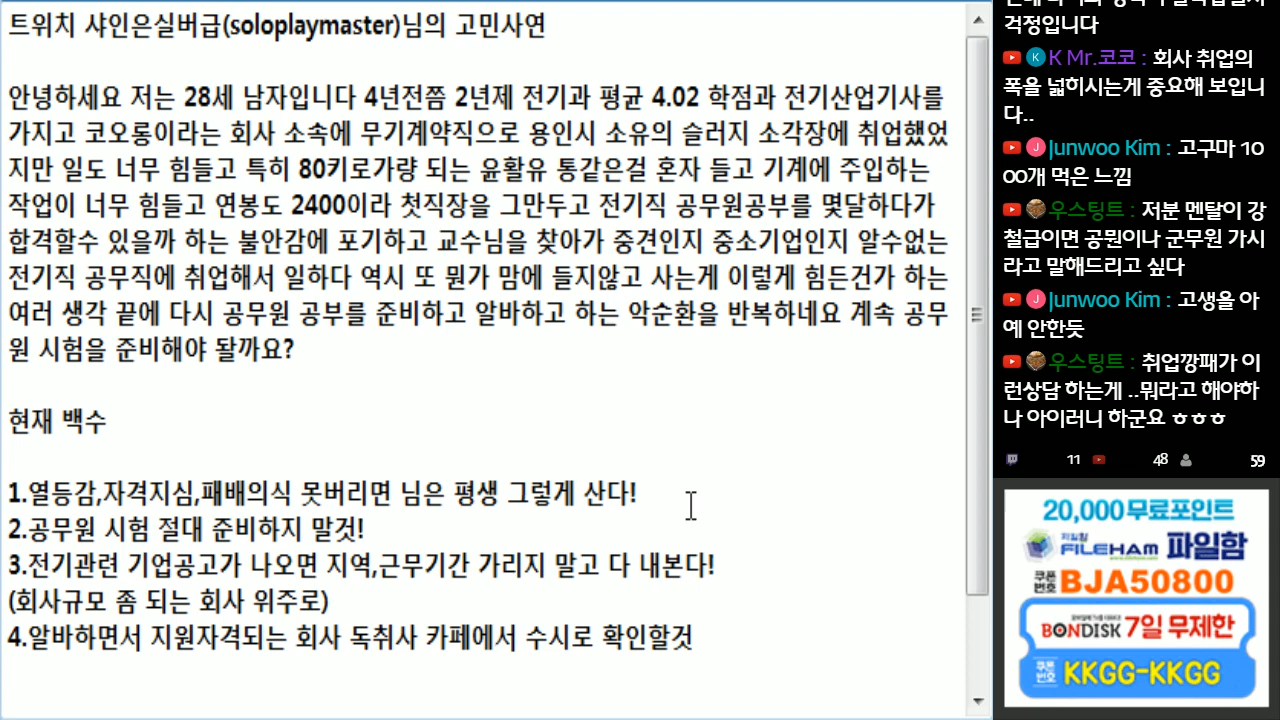 트위치 샤인은실버급(soloplaymaster)님의 고민사연
안녕하세요 저는 28세 남자입니다 4년전쯤 2년제 전기과 평균 4.02 학점과 전기산업기사를
가지고 코오롱이라는 회사 소속에 무기계약직으로 용인시 소유의 슬러지 소각장에 취업했었
지만 일도 너무 힘들고 특히 80키로가량 되는 윤활유 통같은걸 혼자 들고 기계에 주입하는
작업이 너무 힘들고 연봉도 2400이라 첫직장을 그만두고 전기직 공무원공부를 몇달하다가
합격할수 있을까 하는 불안감에 포기하고 교수님을 찾아가 중견인지 중소기업인지 알수없는
전기직 공무직에 취업해서 일하다 역시 또 뭔가 맘에 들지않고 사는게 이렇게 힘든건가 하는
여러 생각 끝에 다시 공무원 공부를 준비하고 알바하고 하는 악순환을 반복하네요 계속 공무
원 시험을 준비해야 돨까요?
현재 백수
1.열등감,자격지심,패배의식 못버리면 님은 평생 그렇게 산다!
2.공무원 시험 절대 준비하지 말것!
3.전기관련 기업공고가 나오면 지역,근무기간 가리지 말고 다 내본다!
(회사규모 좀 되는 회사 위주로)
4.알바하면서 지원자격되는 회사 독취사 카페에서 수시로 확인할것
걱정입니다
K K Mr.코코 : 회사 취업의
폭을 넓히시는게 중요해 보입니
다..
J Junwoo Kim : 고구마 10
00개 먹은 느낌
우스팅트 : 저분 멘탈이 강
철급이면 공뭔이나 군무원 가시
라고 말해드리고 싶다
J Junwoo Kim : 고생을 아
예 안한듯
우스팅트 : 취업깡패가 이
런상담 하는게 ..뭐라고 해야하
나 아이러니 하군요 ㅎㅎㅎ
11 48 59
20,000무료포인트
FILEHAM 파일함
쿠폰번호 BJA50800
BONDISK 7일 무제한
쿠폰번호 KKGG-KKGG